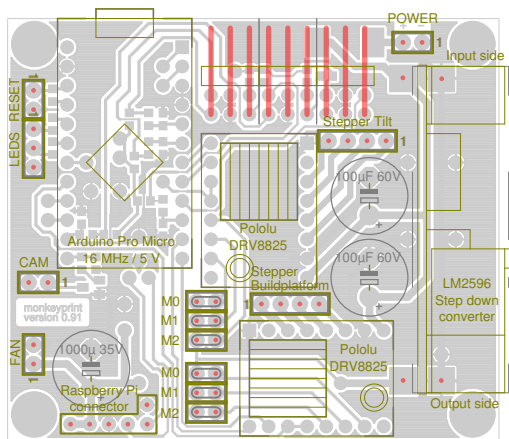 POWER
+ -
1
Input side
RESET
1
LEDS
1
Stepper Tilt
1
100µF 60V
+
Pololu
DRV8825
Arduino Pro Micro
16 MHz / 5 V
100µF 60V
+
CAM
1
Stepper
Buildplatform
1
LM2596
Step down
converter
monkeyprint
version 0.91
M0
M1
M2
FAN
1
1000µ 35V
Pololu
DRV8825
Raspberry Pi
connector
M0
M1
M2
Output side